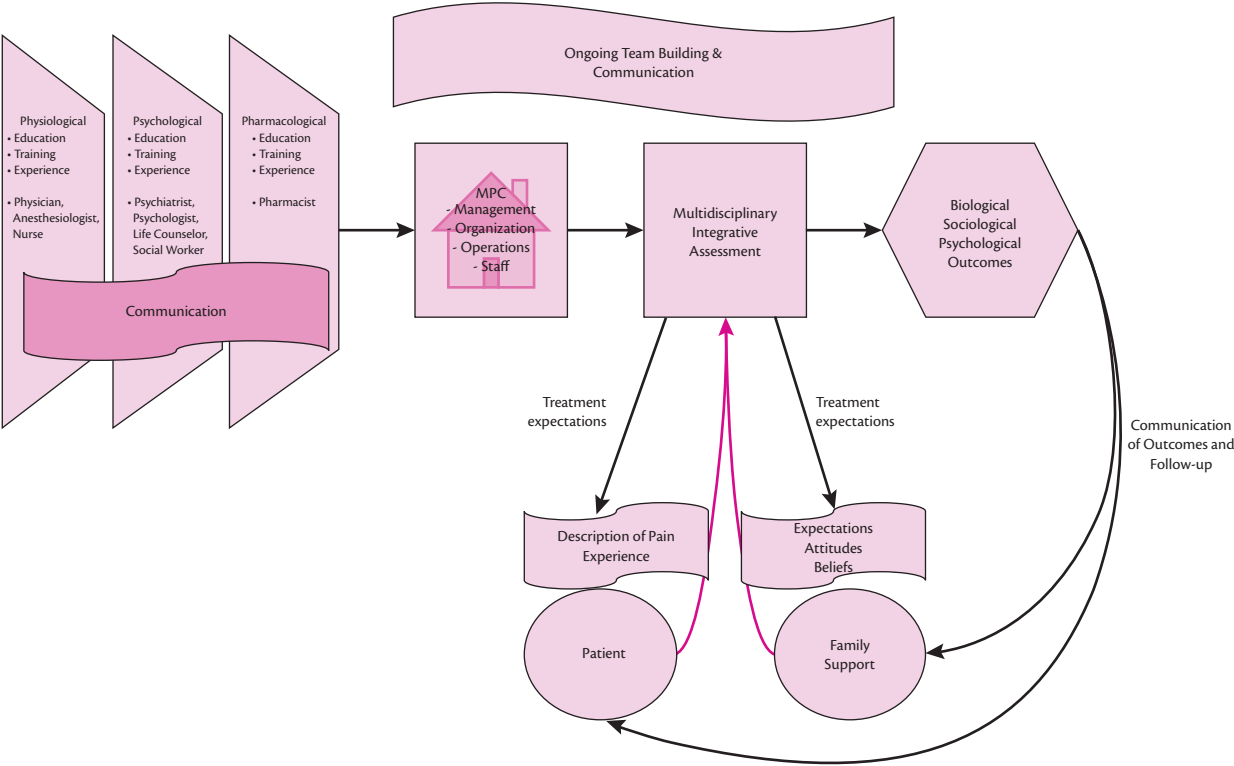 Ongoing Team Building &
Communication
Physiological
• Education
• Training
• Experience
• Physician,
Anesthesiologist,
Nurse
Psychological
• Education
• Training
• Experience
• Psychiatrist,
Psychologist,
Life Counselor,
Social Worker
Pharmacological
• Education
• Training
• Experience
• Pharmacist
Communication
MPC
- Management
- Organization
- Operations
- Staff
Multidisciplinary
Integrative
Assessment
Biological
Sociological
Psychological
Outcomes
Treatment
expectations
Treatment
expectations
Communication
of Outcomes and
Follow-up
Description of Pain
Experience
Expectations
Attitudes
Beliefs
Patient
Family
Support